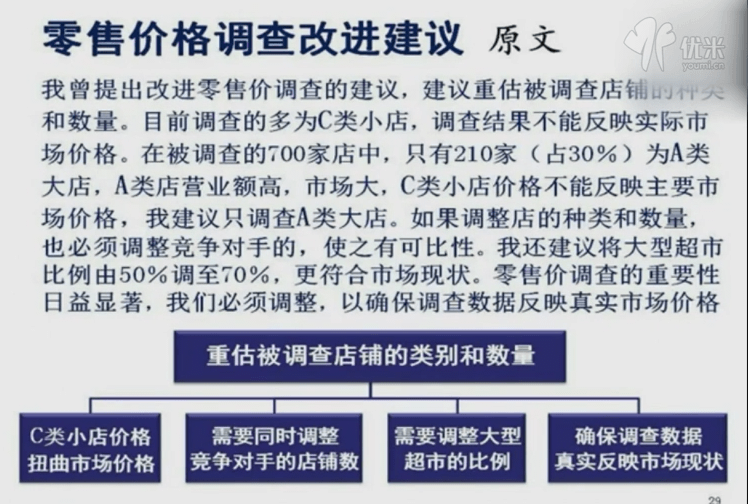 零售价格调查改进建议 原文
优米
youmi.cn
我曾提出改进零售价调查的建议，建议重估被调查店铺的种类
和数量。目前调查的多为C类小店，调查结果不能反映实际市
场价格。在被调查的700家店中，只有210家（占30%）为A类
大店，A类店营业额高，市场大，C类小店价格不能反映主要市
场价格，我建议只调查A类大店。如果调整店的种类和数量，
也必须调整竞争对手的，使之有可比性。我还建议将大型超市
比例由50%调至70%，更符合市场现状。零售价调查的重要性
日益显著，我们必须调整，以确保调查数据反映真实市场价格
重估被调查店铺的类别和数量
C类小店价格
扭曲市场价格
需要同时调整
竞争对手的店铺数
需要调整大型
超市的比例
确保调查数据
真实反映市场现状
29